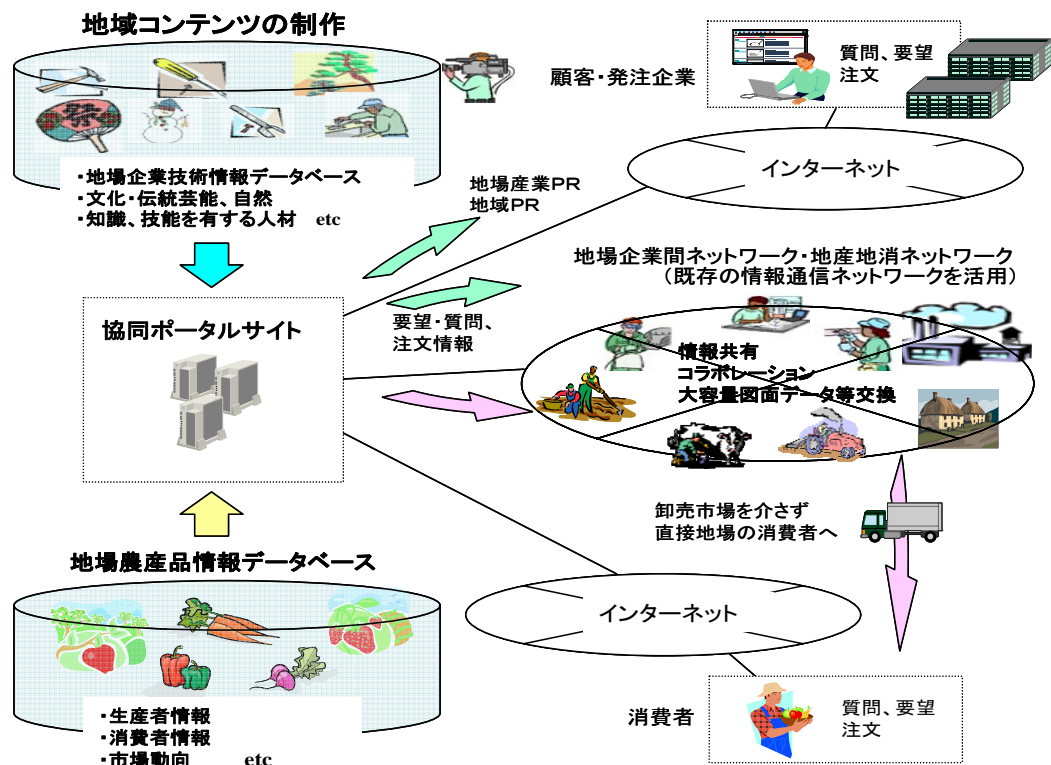 地域コンテンツの制作
・地場企業技術情報データベース
・文化・伝統芸能、自然
・知識、技能を有する人材 etc
顧客・発注企業
質問、要望
注文
インターネット
地場産業PR
地域PR
地場企業間ネットワーク・地産地消ネットワーク
(既存の情報通信ネットワークを活用)
協同ポータルサイト
要望・質問、
注文情報
情報共有
コラボレーション
大容量図面データ等交換
卸売市場を介さず
直接地場の消費者へ
地場農産品情報データベース
・生産者情報
・消費者情報
・市場動向 etc
インターネット
消費者
質問、要望
注文